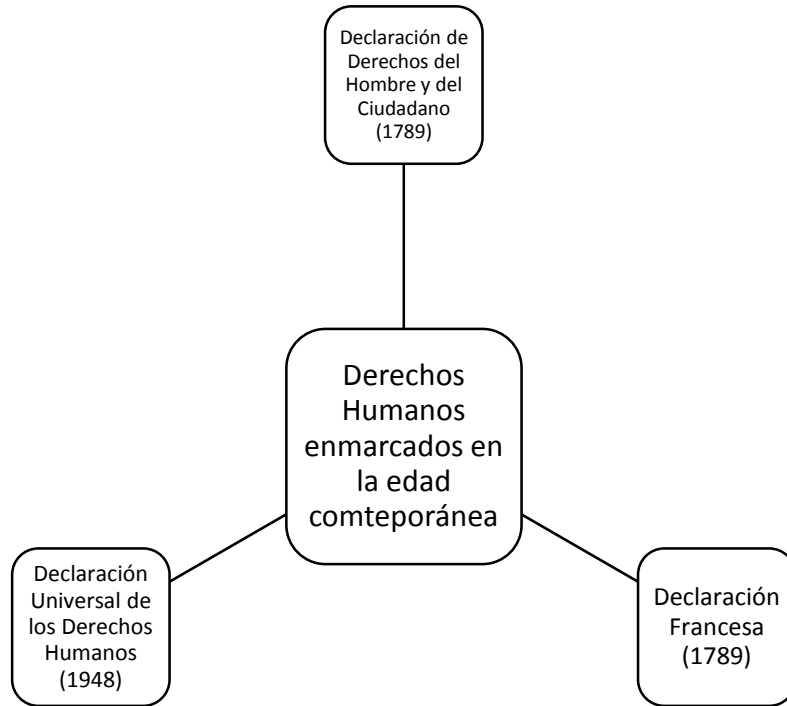 Declaración de
Derechos del
Hombre y del
Ciudadano
(1789)
Derechos
Humanos
enmarcados en
la edad
comteporánea
Declaración
Universal de
los Derechos
Humanos
(1948)
Declaración
Francesa
(1789)